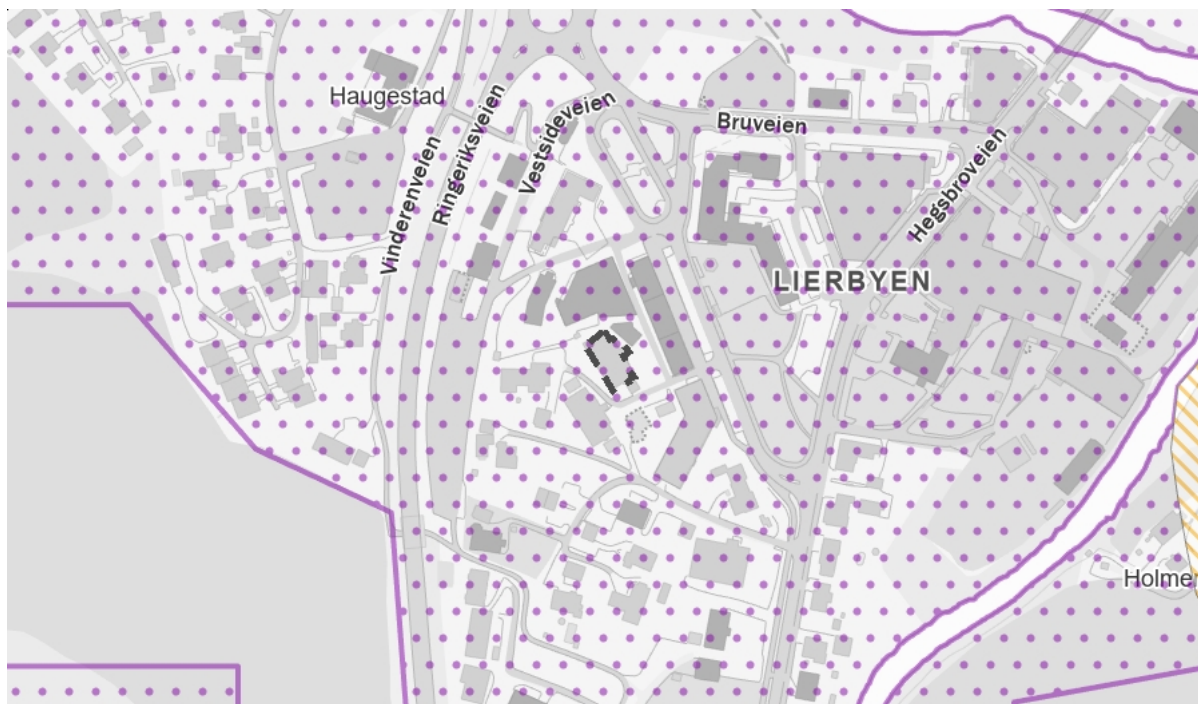 Haugestad
Vinderenveien
Ringeriksveien
Vestsideveien
Bruveien
Hegsbroveien
LIERBYEN
Holme